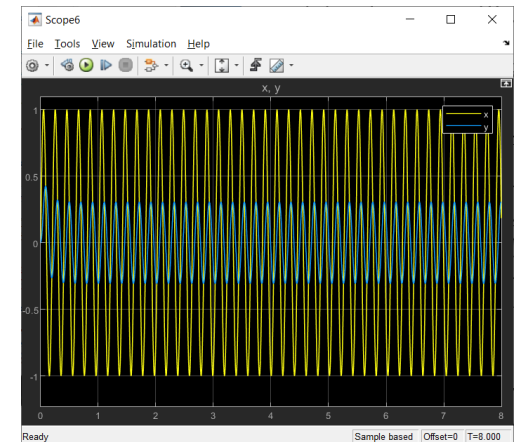 Scope6
File Tools View Simulation Help
x, y
x
y
1
0.5
0
-0.5
-1
0 1 2 3 4 5 6 7 8
Ready Sample based Offset=0 T=8.000